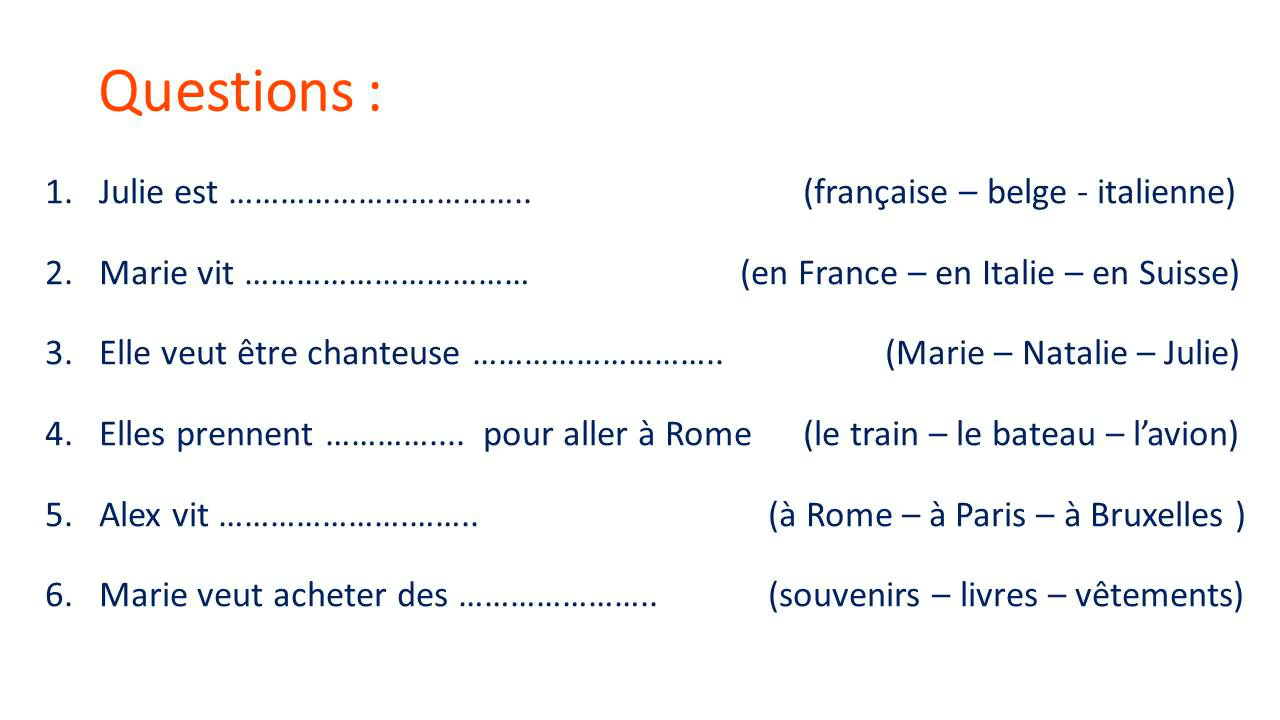 Questions :
1. Julie est …………………………….. (française – belge - italienne)
2. Marie vit …………………………… (en France – en Italie – en Suisse)
3. Elle veut être chanteuse ……………………….. (Marie – Natalie – Julie)
4. Elles prennent ………….... pour aller à Rome (le train – le bateau – l’avion)
5. Alex vit ………………….…….. (à Rome – à Paris – à Bruxelles )
6. Marie veut acheter des ………………….. (souvenirs – livres – vêtements)